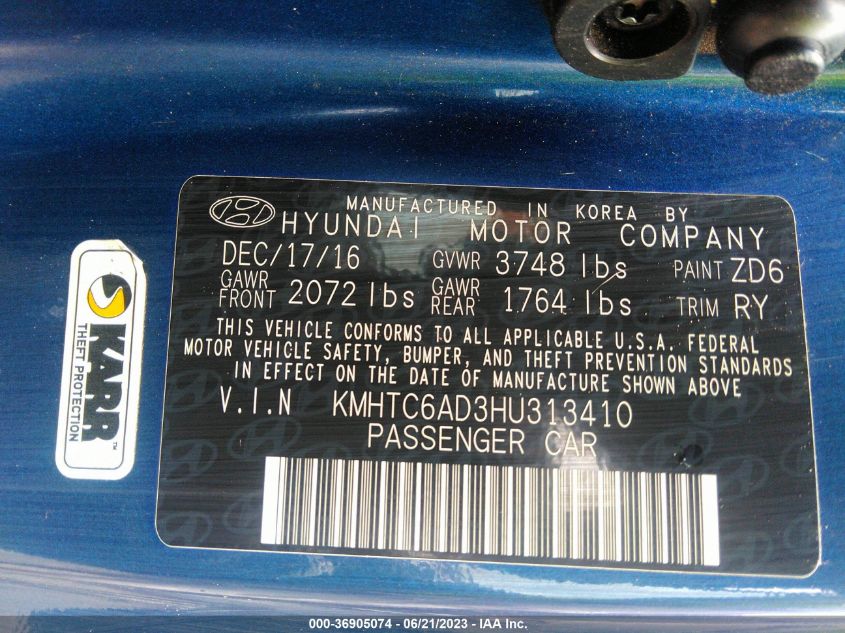 MANUFACTURED IN KOREA BY
HYUNDAI MOTOR COMPANY
DEC/17/16 GVWR 3748 lbs PAINT ZD6
GAWR FRONT 2072 lbs GAWR REAR 1764 lbs TRIM RY
THIS VEHICLE CONFORMS TO ALL APPLICABLE U.S.A. FEDERAL
MOTOR VEHICLE SAFETY, BUMPER, AND THEFT PREVENTION STANDARDS
IN EFFECT ON THE DATE OF MANUFACTURE SHOWN ABOVE
V.I.N KMHTC6AD3HU313410
PASSENGER CAR
KARR™
THEFT PROTECTION
000-36905074 - 06/21/2023 - © IAA Inc.